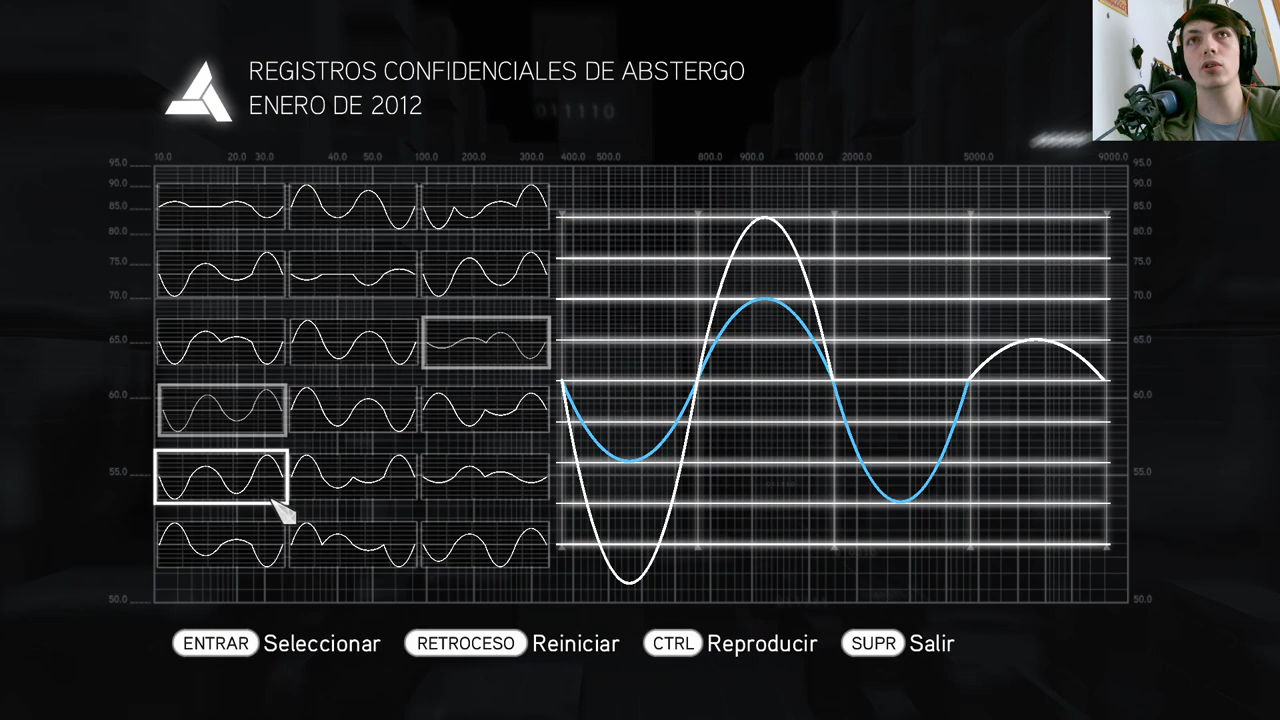 REGISTROS CONFIDENCIALES DE ABSTERGO
ENERO DE 2012
011110
10.0 20.0 30.0 40.0 50.0 100.0 200.0 300.0 400.0 500.0 800.0 900.0 1000.0 2000.0 5000.0 9000.0
95.0 95.0
90.0 90.0
85.0 85.0
80.0 80.0
75.0 75.0
70.0 70.0
65.0 65.0
60.0 60.0
55.0 55.0
50.0 50.0
ENTRAR Seleccionar RETROCESO Reiniciar CTRL Reproducir SUPR Salir